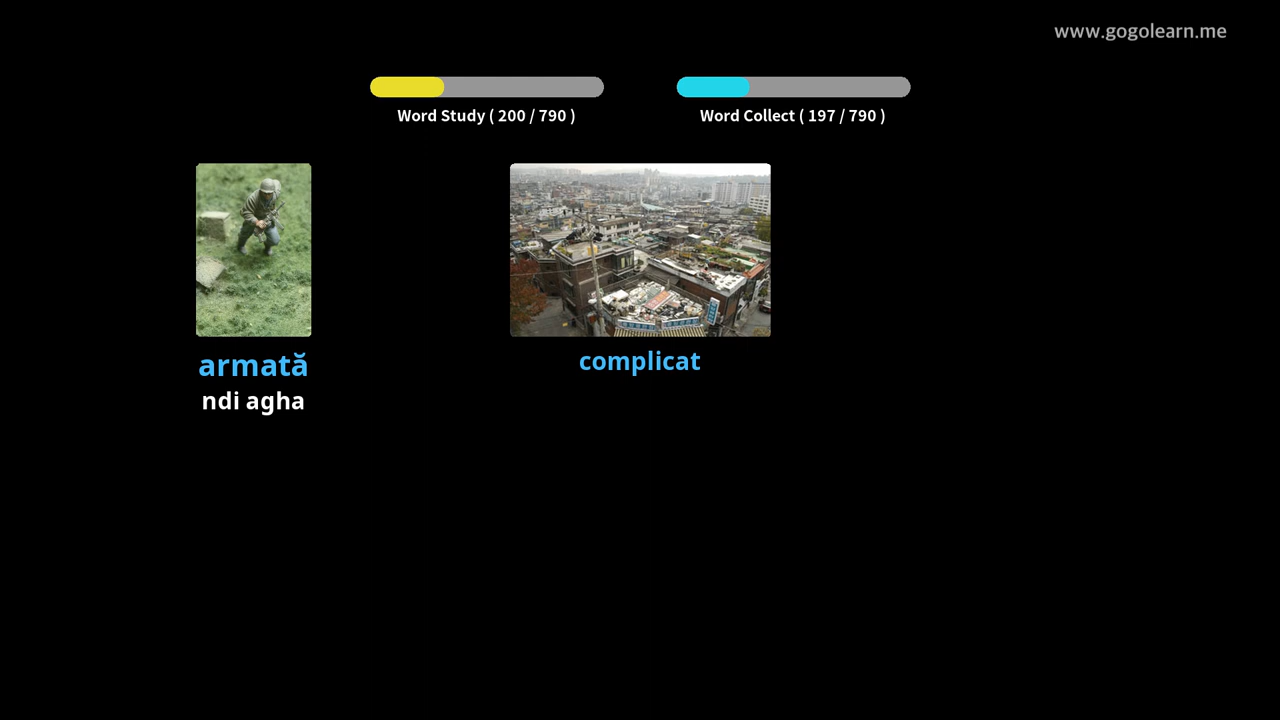 www.gogolearn.me
Word Study ( 200 / 790 )
Word Collect ( 197 / 790 )
armată
ndi agha
complicat